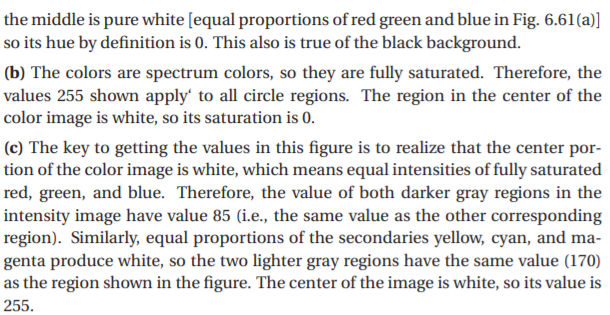 the middle is pure white [equal proportions of red green and blue in Fig. 6.61(a)]
so its hue by definition is 0. This also is true of the black background.
(b) The colors are spectrum colors, so they are fully saturated. Therefore, the
values 255 shown apply‘ to all circle regions. The region in the center of the
color image is white, so its saturation is 0.
(c) The key to getting the values in this figure is to realize that the center por-
tion of the color image is white, which means equal intensities of fully saturated
red, green, and blue. Therefore, the value of both darker gray regions in the
intensity image have value 85 (i.e., the same value as the other corresponding
region). Similarly, equal proportions of the secondaries yellow, cyan, and ma-
genta produce white, so the two lighter gray regions have the same value (170)
as the region shown in the figure. The center of the image is white, so its value is
255.